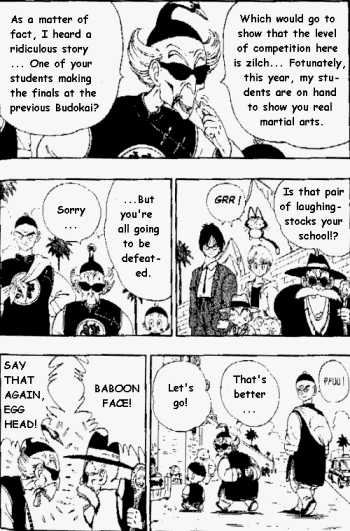 As a matter of
fact, I heard a
ridiculous story
... One of your
students making
the finals at the
previous Budokai?
Which would go to
show that the level
of competition here
is zilch... Fotunately,
this year, my stu-
dents are on hand
to show you real
martial arts.
Sorry
...
...But
you're
all going
to be
defeat-
ed.
GRR!
Is that pair
of laughing-
stocks your
school!?
SAY
THAT
AGAIN,
EGG
HEAD!
BABOON
FACE!
Let's
go!
That's
better
...
PFUU!